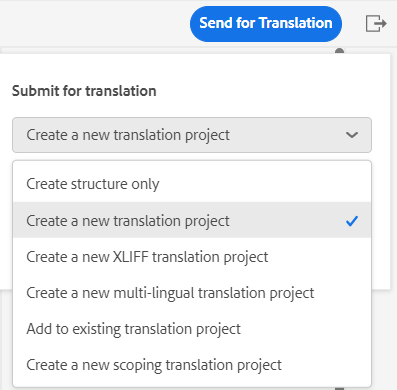 Send for Translation
Submit for translation
Create a new translation project
Create structure only
Create a new translation project
Create a new XLIFF translation project
Create a new multi-lingual translation project
Add to existing translation project
Create a new scoping translation project